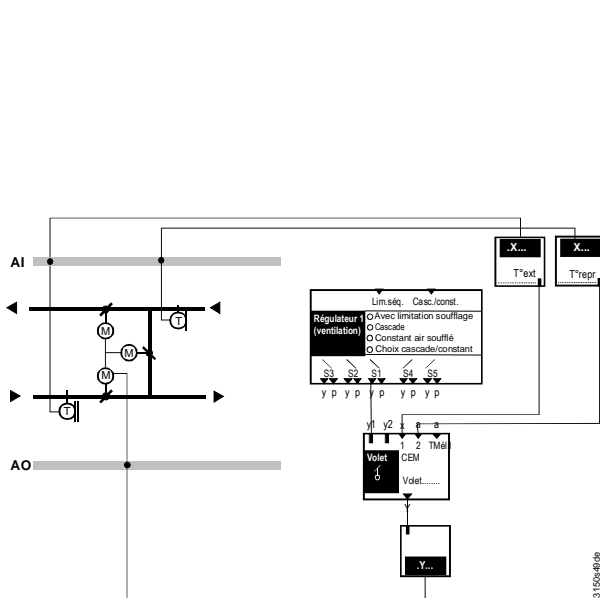 .X...
X...
AI
T°ext
T°repr
Lim.séq. Casc./const.
Régulateur 1
(ventilation)
Avec limitation soufflage
Cascade
Constant air soufflé
Choix cascade/constant
T
M
M
M
T
S3 S2 S1 S4 S5
y p y p y p y p y p
y1 y2 x a a
1 2 TMél
Volet
CEM
Volet........
AO
Y
.Y...
3150s49de